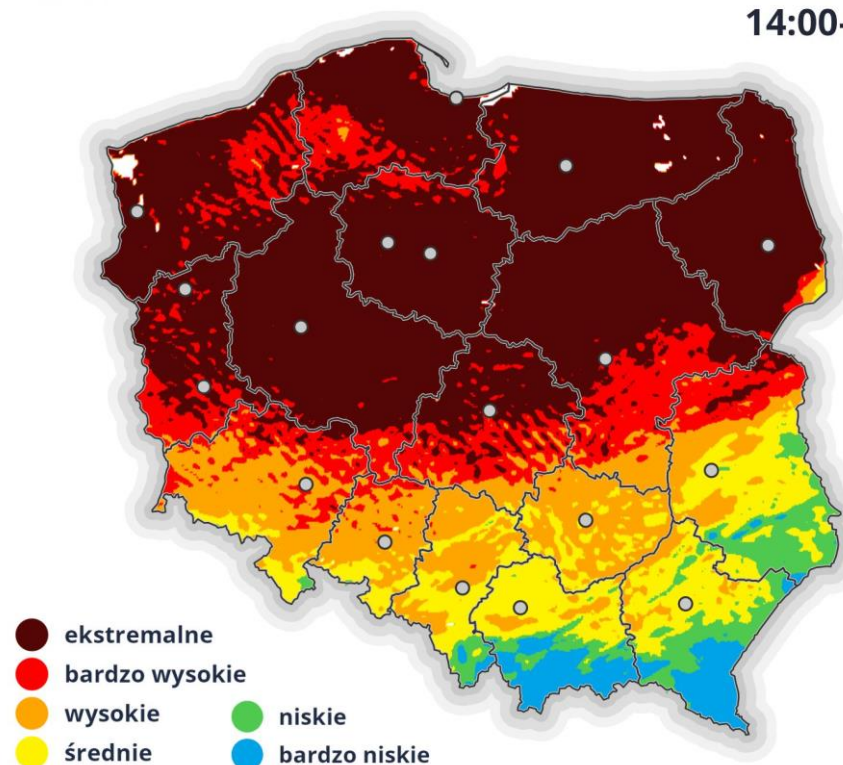 14:00-
ekstremalne
bardzo wysokie
wysokie
średnie
niskie
bardzo niskie